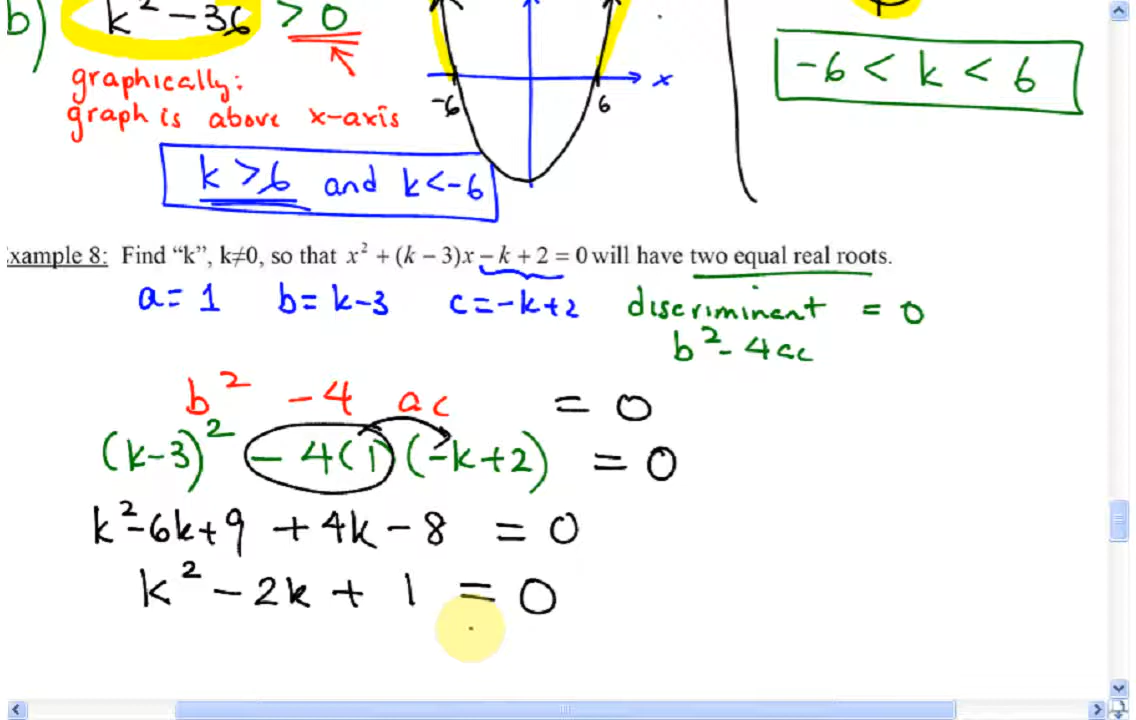 b) k² − 36 > 0
graphically:
graph is above x-axis
-6 6 x
k > 6 and k < -6
-6 < k < 6
Example 8: Find “k”, k≠0, so that x² + (k − 3)x − k + 2 = 0 will have two equal real roots.
a = 1 b = k-3 c = -k+2 discriminant = 0
b² - 4ac
b² - 4 ac = 0
(k-3)² - 4(1)(-k+2) = 0
k² - 6k + 9 + 4k - 8 = 0
k² - 2k + 1 = 0